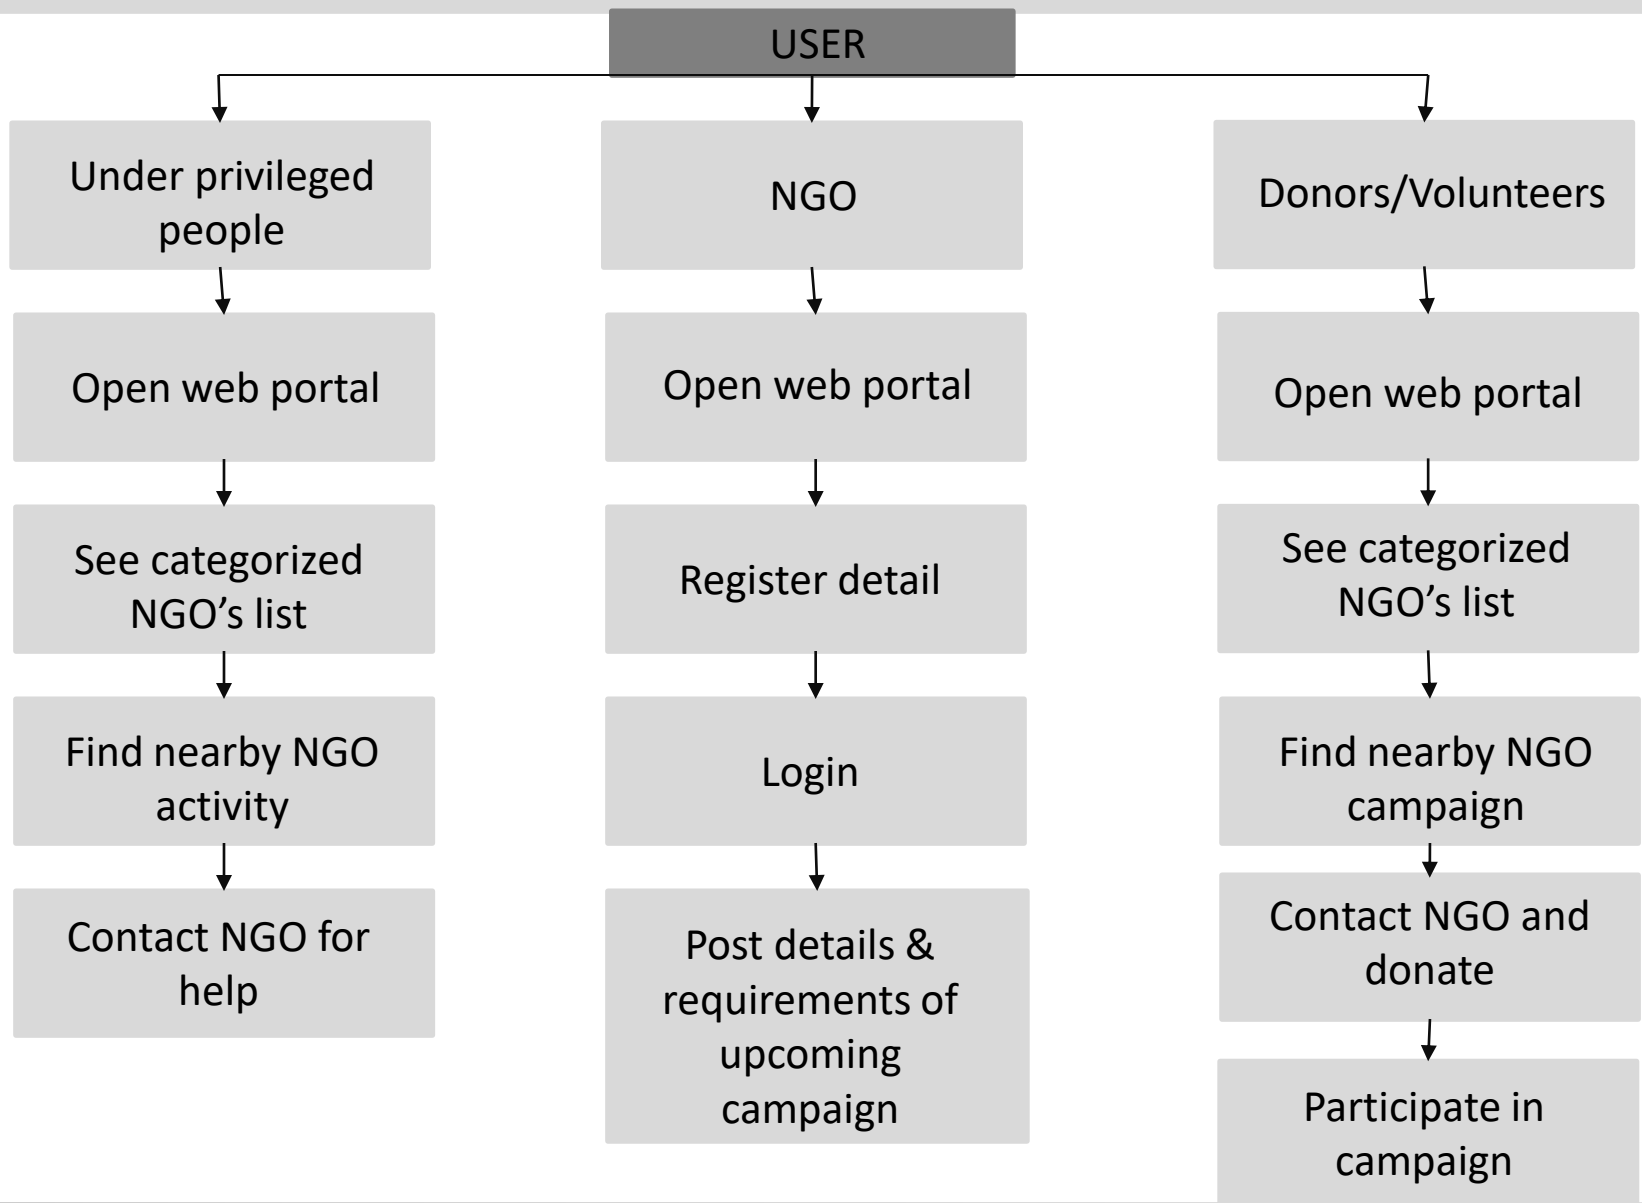 USER
Under privileged
people
Open web portal
See categorized
NGO’s list
Find nearby NGO
activity
Contact NGO for
help
NGO
Open web portal
Register detail
Login
Post details &
requirements of
upcoming
campaign
Donors/Volunteers
Open web portal
See categorized
NGO’s list
Find nearby NGO
campaign
Contact NGO and
donate
Participate in
campaign